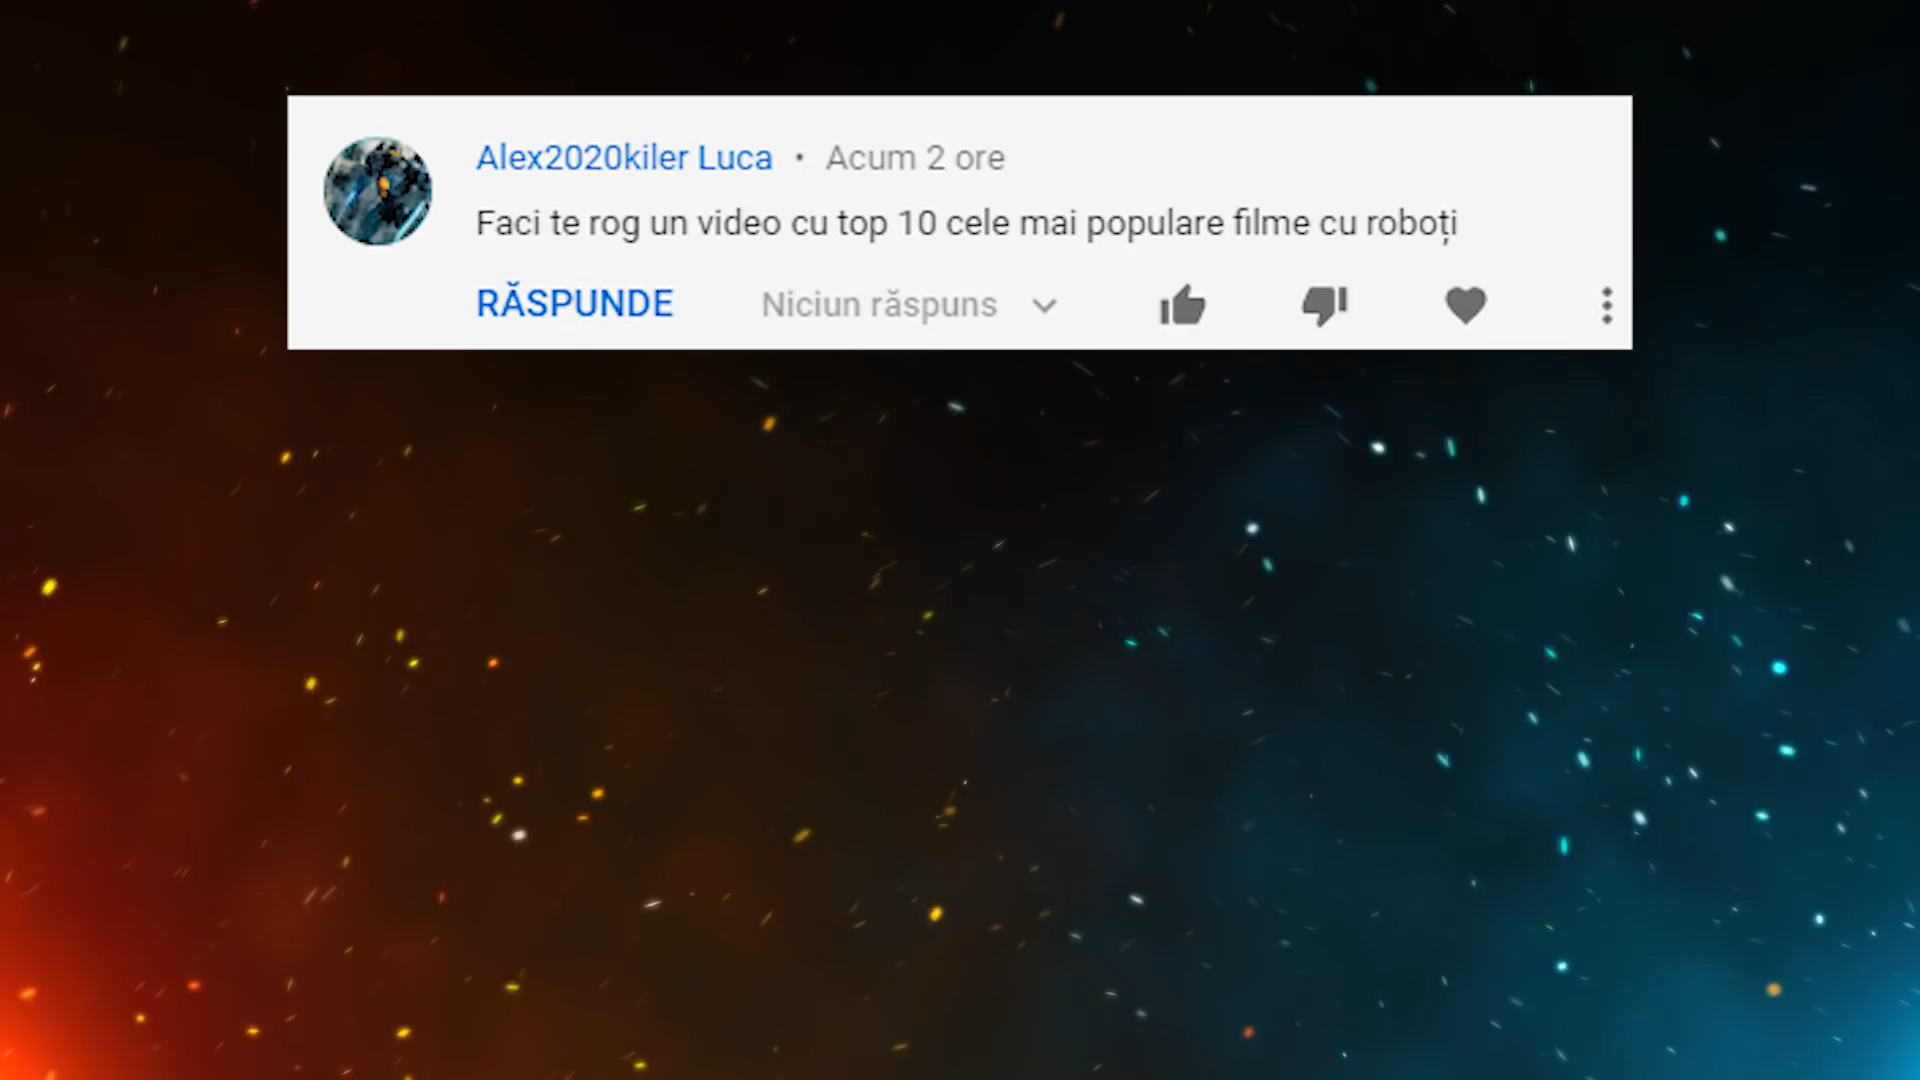 Alex2020kiler Luca • Acum 2 ore
Faci te rog un video cu top 10 cele mai populare filme cu roboți
RĂSPUNDE Niciun răspuns